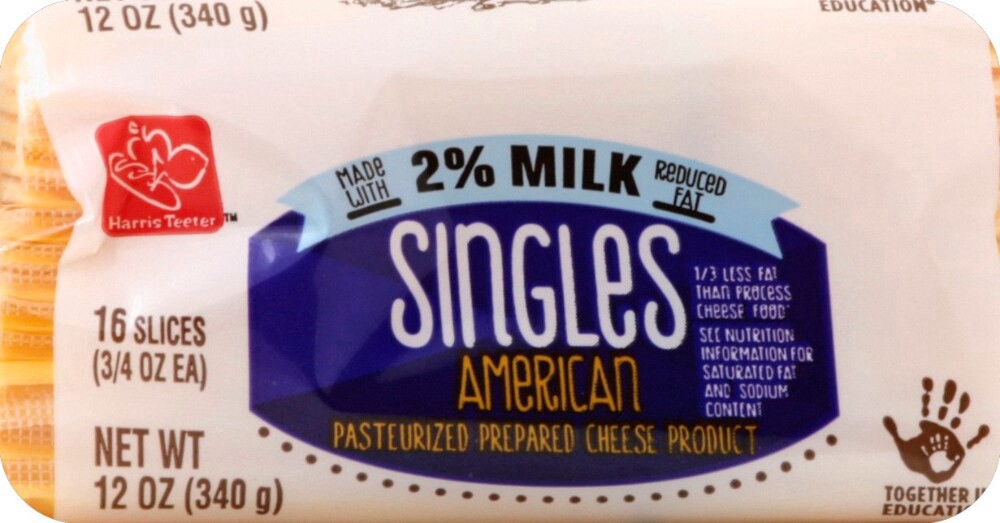 12 OZ (340 g)
EDUCATION®
Harris Teeter™
MADE WITH 2% MILK REDUCED FAT
SINGLES
1/3 LESS FAT
THAN PROCESS
CHEESE FOOD*
SEE NUTRITION
INFORMATION FOR
SATURATED FAT
AND SODIUM
CONTENT
AMERICAN
PASTEURIZED PREPARED CHEESE PRODUCT
16 SLICES
(3/4 OZ EA)
NET WT
12 OZ (340 g)
TOGETHER